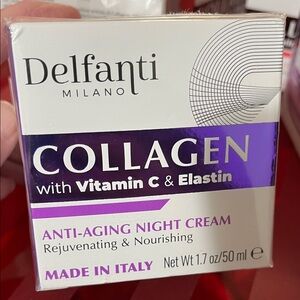 Delfanti
MILANO
COLLAGEN
with Vitamin C & Elastin
ANTI-AGING NIGHT CREAM
Rejuvenating & Nourishing
MADE IN ITALY Net Wt 1.7 oz/50 ml ℮